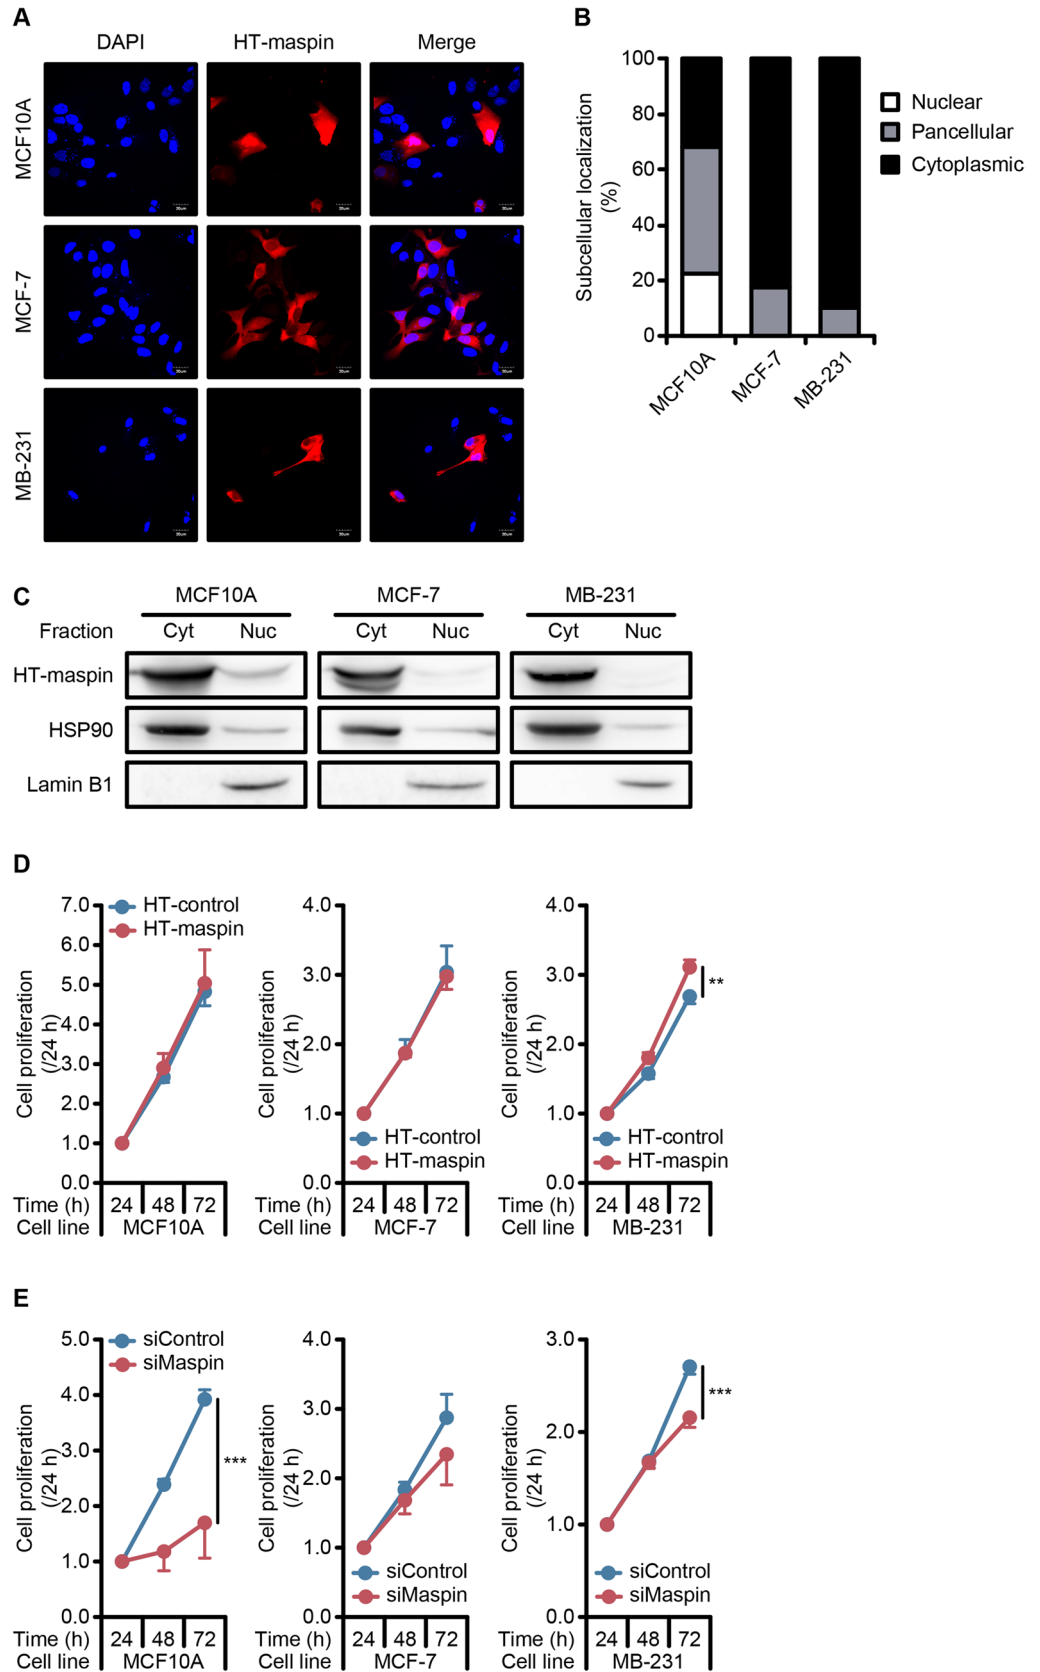 A
DAPI HT-maspin Merge
MCF10A
MCF-7
MB-231
B
100
80
60
40
20
0
Subcellular localization
(%)
MCF10A MCF-7 MB-231
Nuclear
Pancellular
Cytoplasmic
C
MCF10A MCF-7 MB-231
Fraction Cyt Nuc Cyt Nuc Cyt Nuc
HT-maspin
HSP90
Lamin B1
D
7.0
6.0
5.0
4.0
3.0
2.0
1.0
0.0
Cell proliferation
(/24 h)
HT-control
HT-maspin
Time (h) 24 48 72
Cell line MCF10A
4.0
3.0
2.0
1.0
0.0
Cell proliferation
(/24 h)
HT-control
HT-maspin
Time (h) 24 48 72
Cell line MCF-7
4.0
3.0
2.0
1.0
0.0
Cell proliferation
(/24 h)
**
HT-control
HT-maspin
Time (h) 24 48 72
Cell line MB-231
E
5.0
4.0
3.0
2.0
1.0
0.0
Cell proliferation
(/24 h)
siControl
siMaspin
***
Time (h) 24 48 72
Cell line MCF10A
4.0
3.0
2.0
1.0
0.0
Cell proliferation
(/24 h)
siControl
siMaspin
Time (h) 24 48 72
Cell line MCF-7
3.0
2.0
1.0
0.0
Cell proliferation
(/24 h)
***
siControl
siMaspin
Time (h) 24 48 72
Cell line MB-231